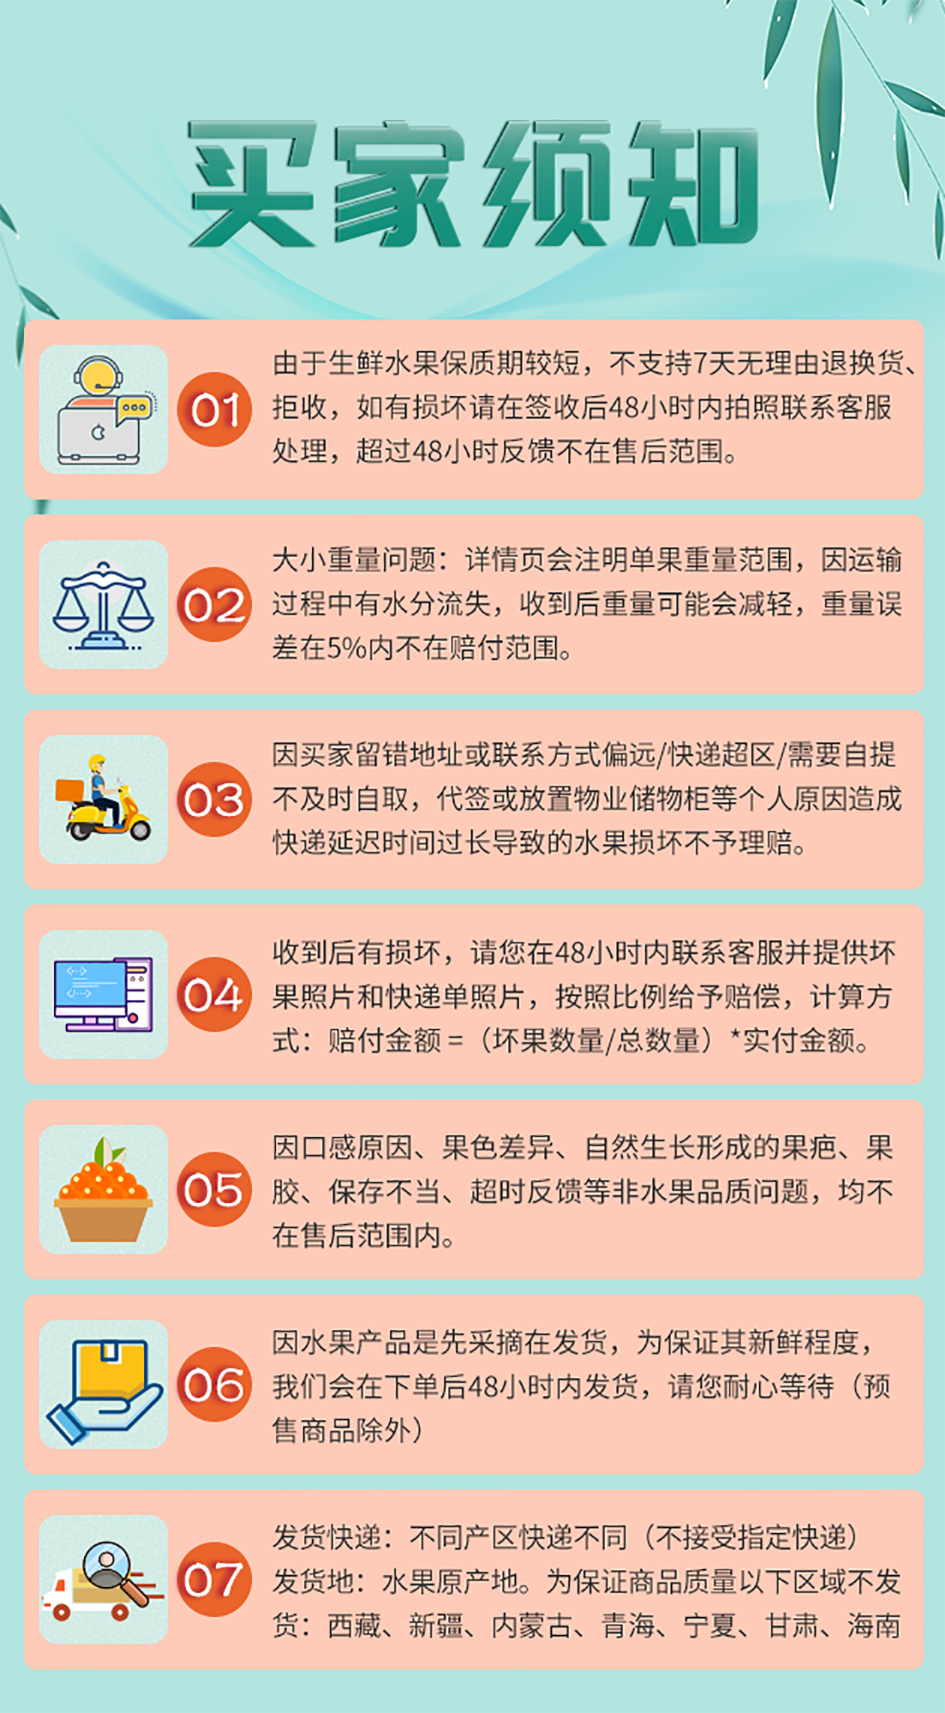 买家须知
01
由于生鲜水果保质期较短，不支持7天无理由退换货、
拒收，如有损坏请在签收后48小时内拍照联系客服
处理，超过48小时反馈不在售后范围。
02
大小重量问题：详情页会注明单果重量范围，因运输
过程中有水分流失，收到后重量可能会减轻，重量误
差在5%内不在赔付范围。
03
因买家留错地址或联系方式偏远/快递超区/需要自提
不及时自取，代签或放置物业储物柜等个人原因造成
快递延迟时间过长导致的水果损坏不予理赔。
04
收到后有损坏，请您在48小时内联系客服并提供坏
果照片和快递单照片，按照比例给予赔偿，计算方
式：赔付金额 =（坏果数量/总数量）*实付金额。
05
因口感原因、果色差异、自然生长形成的果疤、果
胶、保存不当、超时反馈等非水果品质问题，均不
在售后范围内。
06
因水果产品是先采摘在发货，为保证其新鲜程度，
我们会在下单后48小时内发货，请您耐心等待（预
售商品除外）
07
发货快递：不同产区快递不同（不接受指定快递）
发货地：水果原产地。为保证商品质量以下区域不发
货：西藏、新疆、内蒙古、青海、宁夏、甘肃、海南